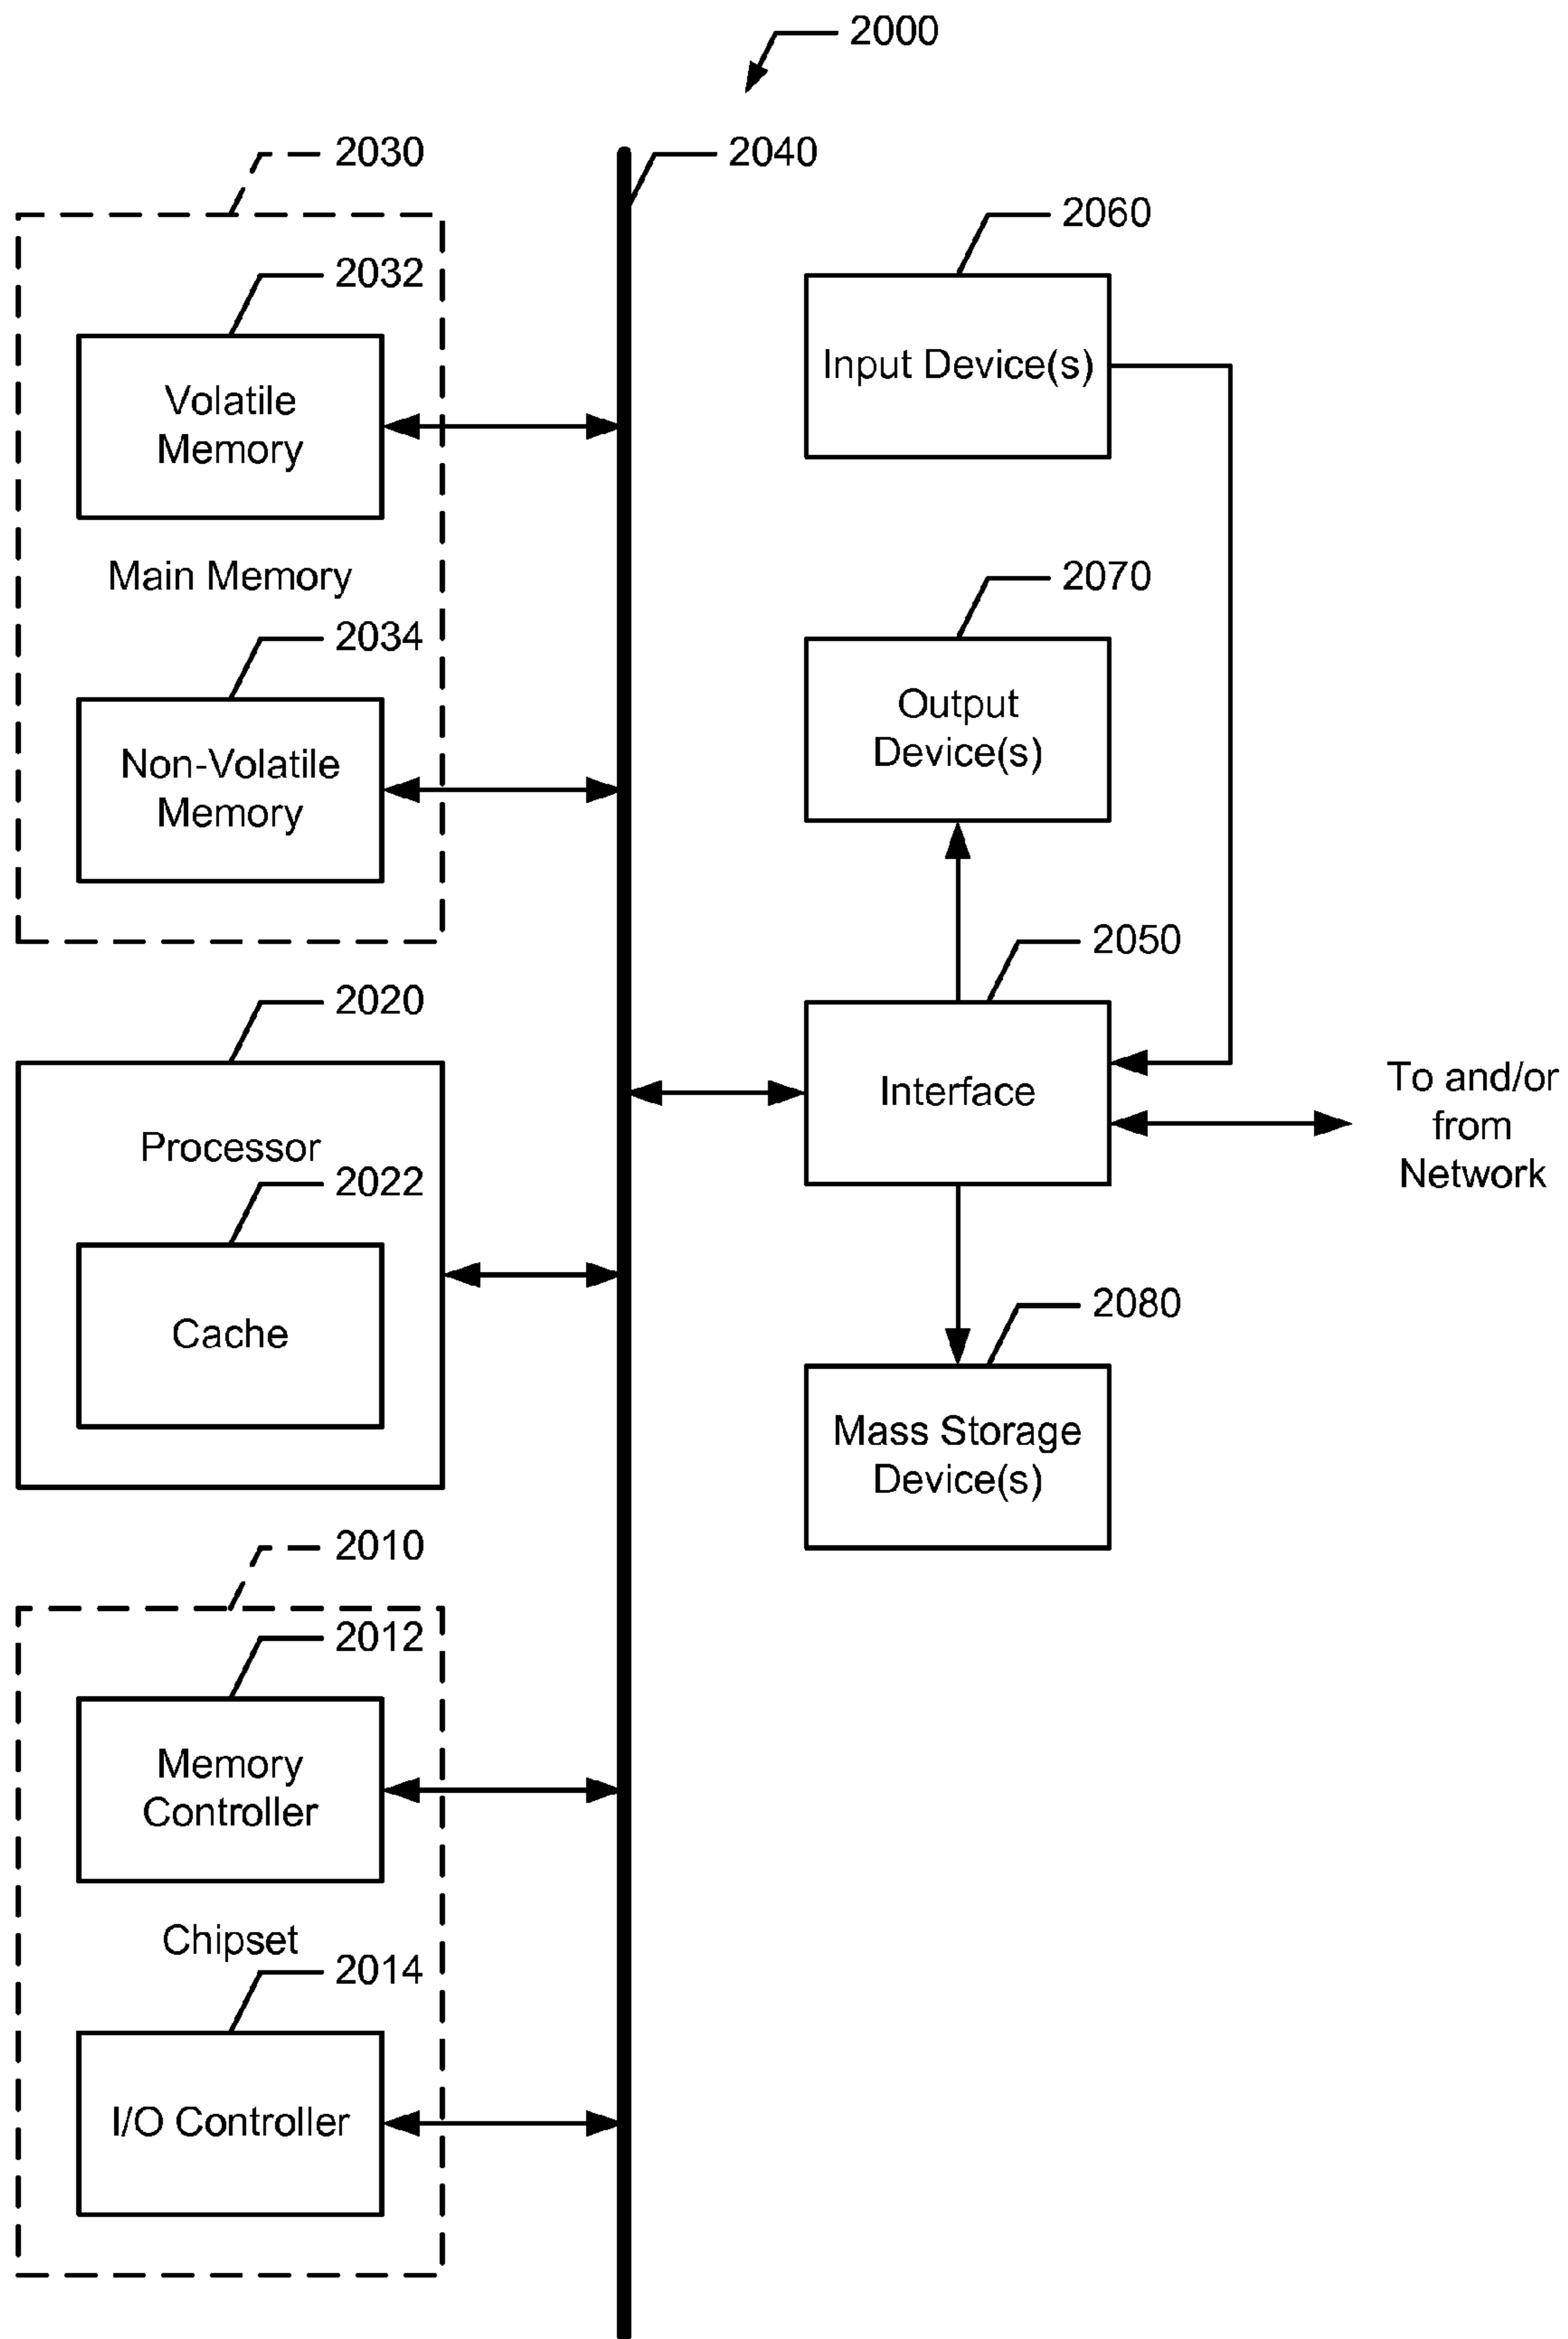 2000
2030
2040
2060
2032
Input Device(s)
Volatile
Memory
Main Memory
2070
2034
Output
Device(s)
Non-Volatile
Memory
2050
2020
Interface
To and/or
from
Network
Processor
2022
2080
Cache
Mass Storage
Device(s)
2010
2012
Memory
Controller
Chipset
2014
I/O Controller